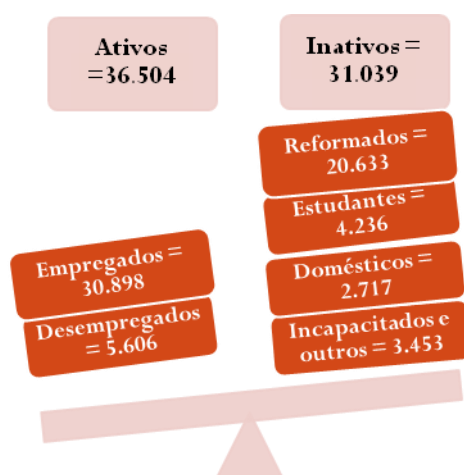 Ativos
=36.504
Inativos =
31.039
Reformados =
20.633
Estudantes =
4.236
Domésticos =
2.717
Incapacitados e
outros = 3.453
Empregados =
30.898
Desempregados
= 5.606